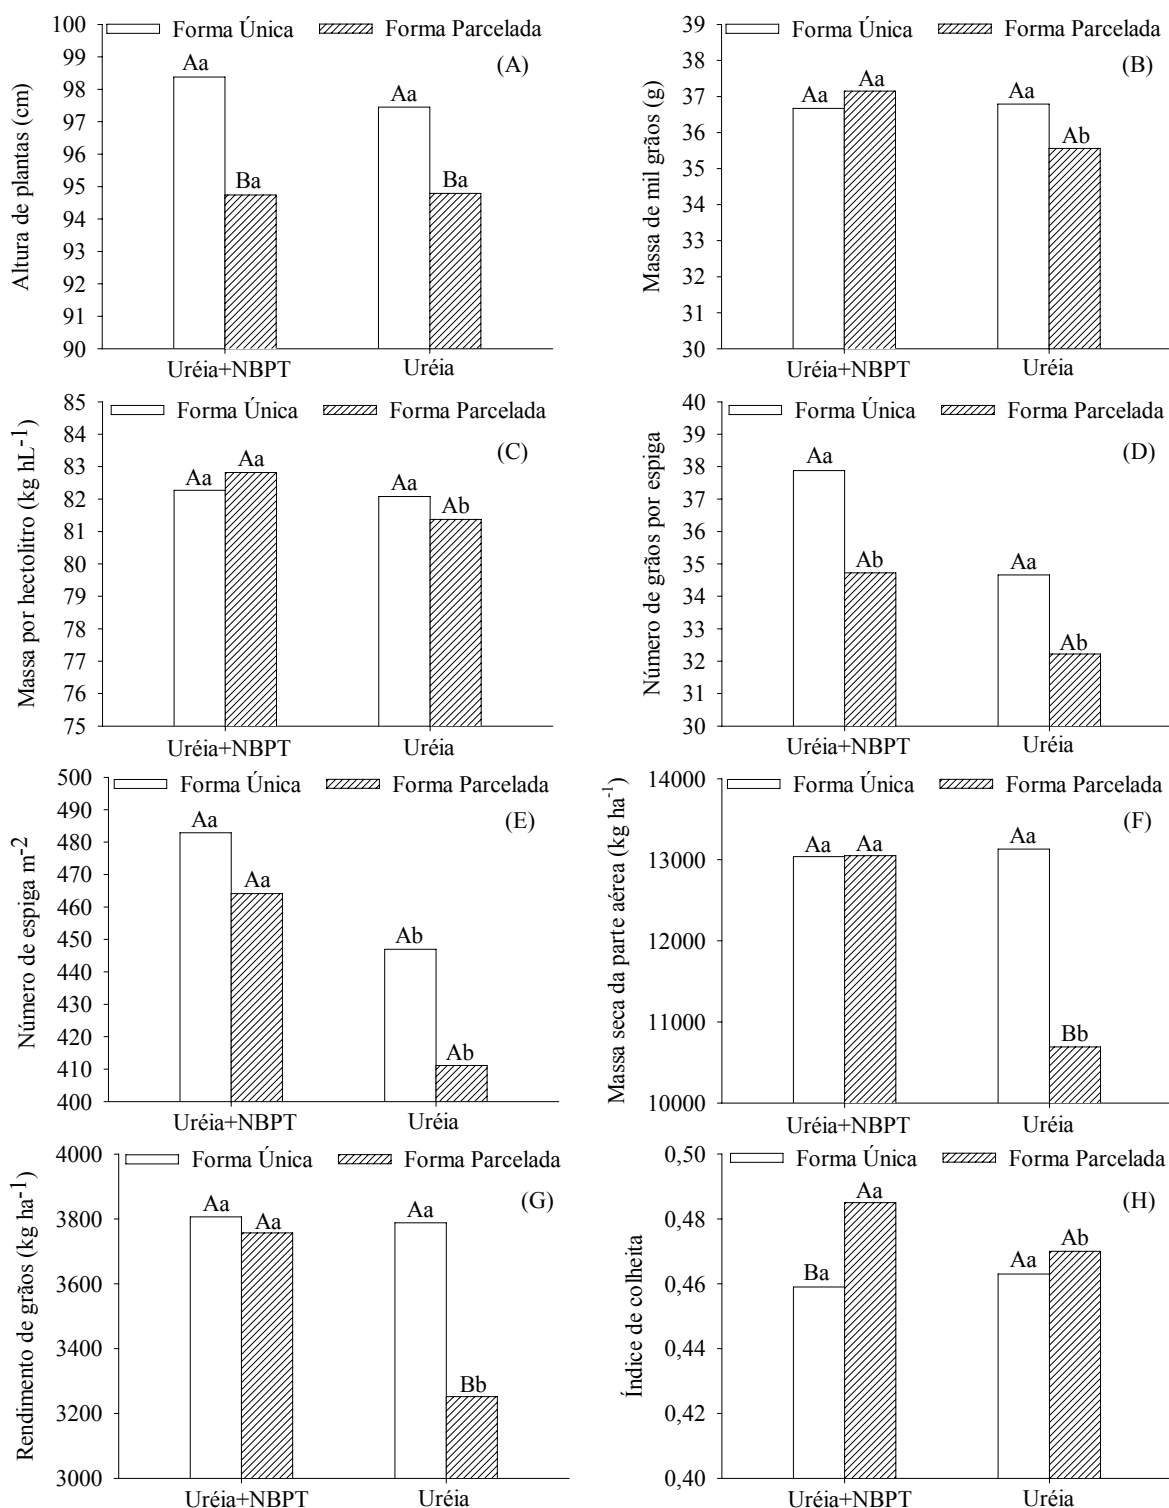 Forma Única Forma Parcelada
(A)
Altura de plantas (cm)
100
99
98
97
96
95
94
93
92
91
90
Aa
Ba
Aa
Ba
Uréia+NBPT
Uréia
Forma Única Forma Parcelada
(B)
Massa de mil grãos (g)
39
38
37
36
35
34
33
32
31
30
Aa
Aa
Aa
Ab
Uréia+NBPT
Uréia
Forma Única Forma Parcelada
(C)
Massa por hectolitro (kg hL-1)
85
84
83
82
81
80
79
78
77
76
75
Aa
Aa
Aa
Ab
Uréia+NBPT
Uréia
Forma Única Forma Parcelada
(D)
Número de grãos por espiga
40
39
38
37
36
35
34
33
32
31
30
Aa
Ab
Aa
Ab
Uréia+NBPT
Uréia
Forma Única Forma Parcelada
(E)
Número de espiga m-2
500
490
480
470
460
450
440
430
420
410
400
Aa
Aa
Ab
Ab
Uréia+NBPT
Uréia
Forma Única Forma Parcelada
(F)
Massa seca da parte aérea (kg ha-1)
14000
13000
12000
11000
10000
Aa
Aa
Aa
Bb
Uréia+NBPT
Uréia
Forma Única Forma Parcelada
(G)
Rendimento de grãos (kg ha-1)
4000
3800
3600
3400
3200
3000
Aa
Aa
Aa
Bb
Uréia+NBPT
Uréia
Forma Única Forma Parcelada
(H)
Índice de colheita
0,50
0,48
0,46
0,44
0,42
0,40
Ba
Aa
Aa
Ab
Uréia+NBPT
Uréia